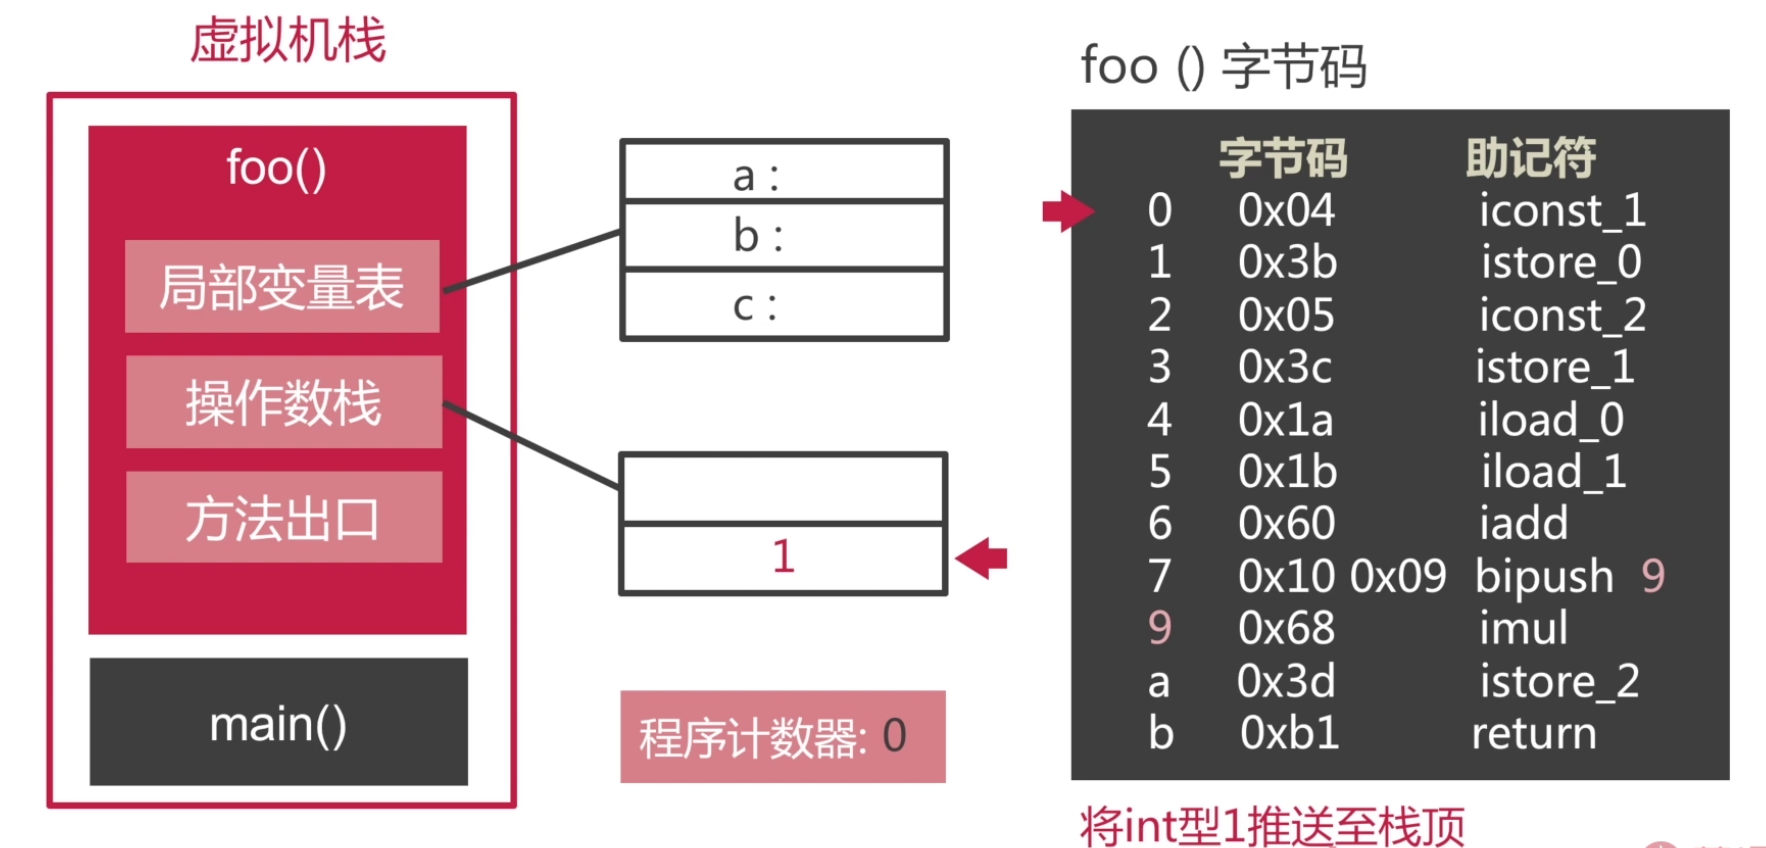 虚拟机栈
foo()
局部变量表
操作数栈
方法出口
main()
a :
b :
c :
1
程序计数器: 0
foo () 字节码
字节码 助记符
0 0x04 iconst_1
1 0x3b istore_0
2 0x05 iconst_2
3 0x3c istore_1
4 0x1a iload_0
5 0x1b iload_1
6 0x60 iadd
7 0x10 0x09 bipush 9
9 0x68 imul
a 0x3d istore_2
b 0xb1 return
将int型1推送至栈顶